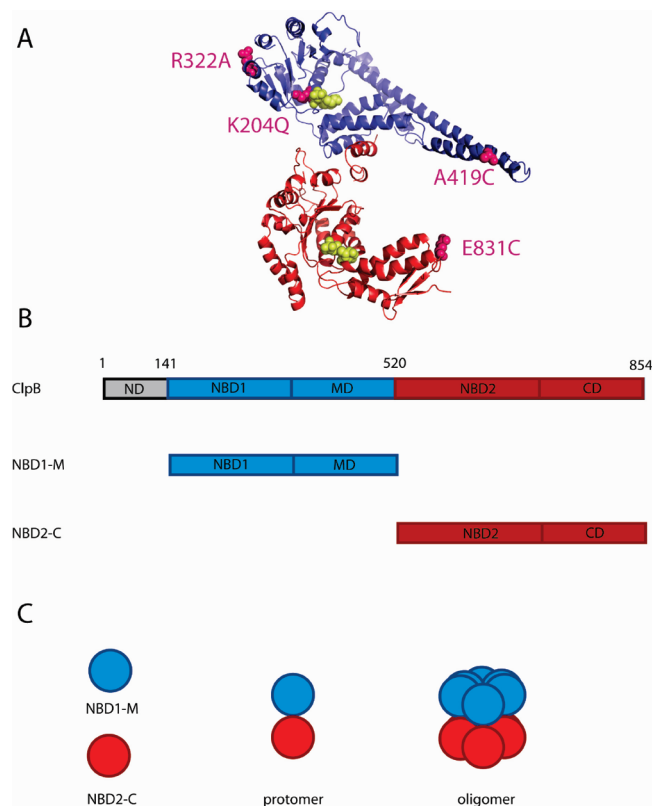 A
R322A
K204Q
A419C
E831C
B
1 141 520 854
ClpB ND NBD1 MD NBD2 CD
NBD1-M NBD1 MD
NBD2-C NBD2 CD
C
NBD1-M
NBD2-C protomer oligomer